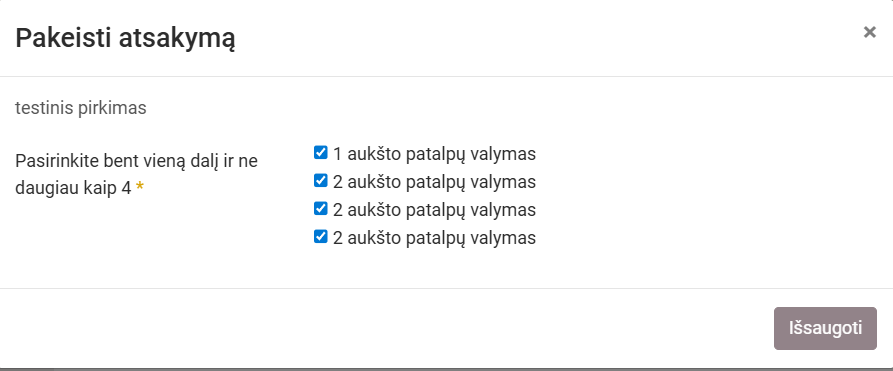 Pakeisti atsakymą
×
testinis pirkimas
Pasirinkite bent vieną dalį ir ne
daugiau kaip 4 *
1 aukšto patalpų valymas
2 aukšto patalpų valymas
2 aukšto patalpų valymas
2 aukšto patalpų valymas
Išsaugoti